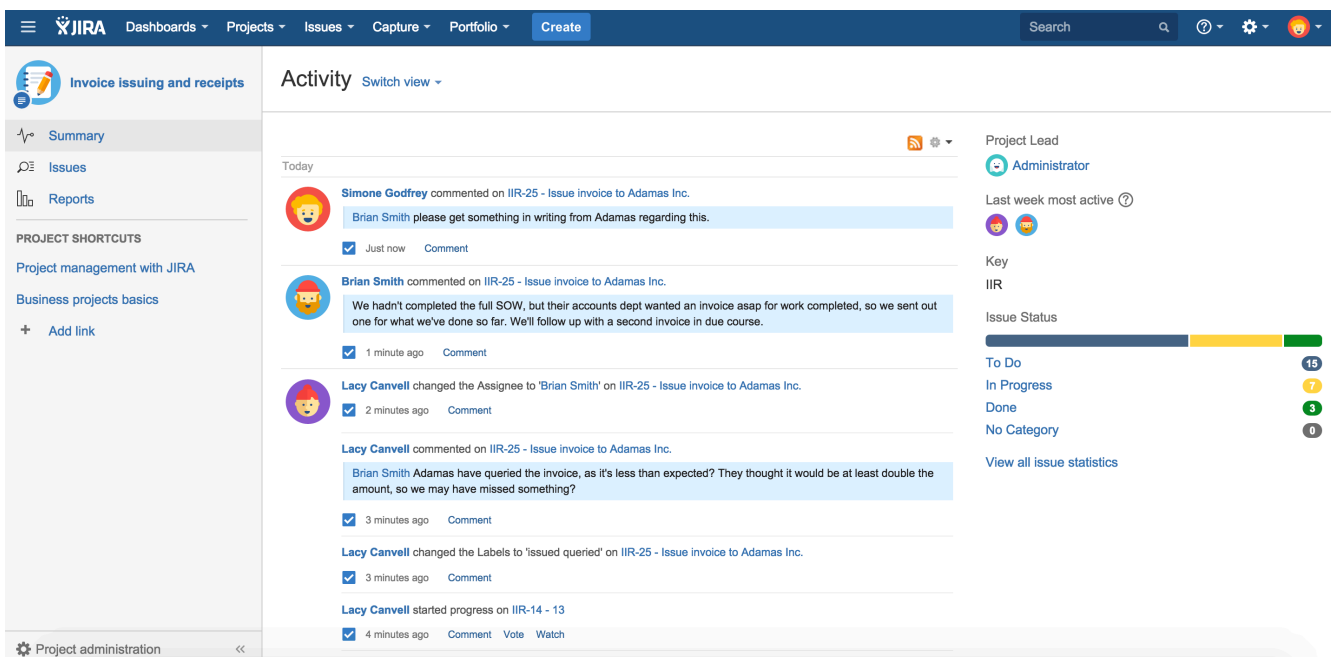 JIRA Dashboards Projects Issues Capture Portfolio Create Search
Invoice issuing and receipts
Summary
Issues
Reports
PROJECT SHORTCUTS
Project management with JIRA
Business projects basics
+ Add link
Project administration
Activity Switch view
Today
Simone Godfrey commented on IIR-25 - Issue invoice to Adamas Inc.
Brian Smith please get something in writing from Adamas regarding this.
Just now Comment
Brian Smith commented on IIR-25 - Issue invoice to Adamas Inc.
We hadn't completed the full SOW, but their accounts dept wanted an invoice asap for work completed, so we sent out
one for what we've done so far. We'll follow up with a second invoice in due course.
1 minute ago Comment
Lacy Canvell changed the Assignee to 'Brian Smith' on IIR-25 - Issue invoice to Adamas Inc.
2 minutes ago Comment
Lacy Canvell commented on IIR-25 - Issue invoice to Adamas Inc.
Brian Smith Adamas have queried the invoice, as it's less than expected? They thought it would be at least double the
amount, so we may have missed something?
3 minutes ago Comment
Lacy Canvell changed the Labels to 'issued queried' on IIR-25 - Issue invoice to Adamas Inc.
3 minutes ago Comment
Lacy Canvell started progress on IIR-14 - 13
4 minutes ago Comment Vote Watch
Project Lead
Administrator
Last week most active
Key
IIR
Issue Status
To Do 15
In Progress 7
Done 3
No Category 0
View all issue statistics